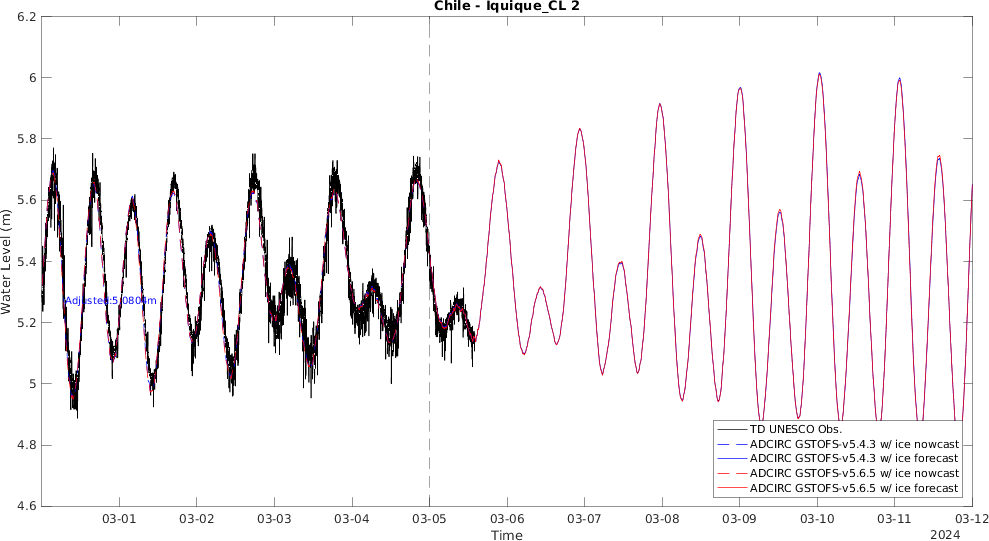 Chile - Iquique_CL 2
6.2
6
5.8
5.6
5.4
5.2
5
4.8
4.6
Water Level (m)
Adjusted:5.0804m
TD UNESCO Obs.
ADCIRC GSTOFS-v5.4.3 w/ ice nowcast
ADCIRC GSTOFS-v5.4.3 w/ ice forecast
ADCIRC GSTOFS-v5.6.5 w/ ice nowcast
ADCIRC GSTOFS-v5.6.5 w/ ice forecast
03-01 03-02 03-03 03-04 03-05 03-06 03-07 03-08 03-09 03-10 03-11 03-12
Time
2024